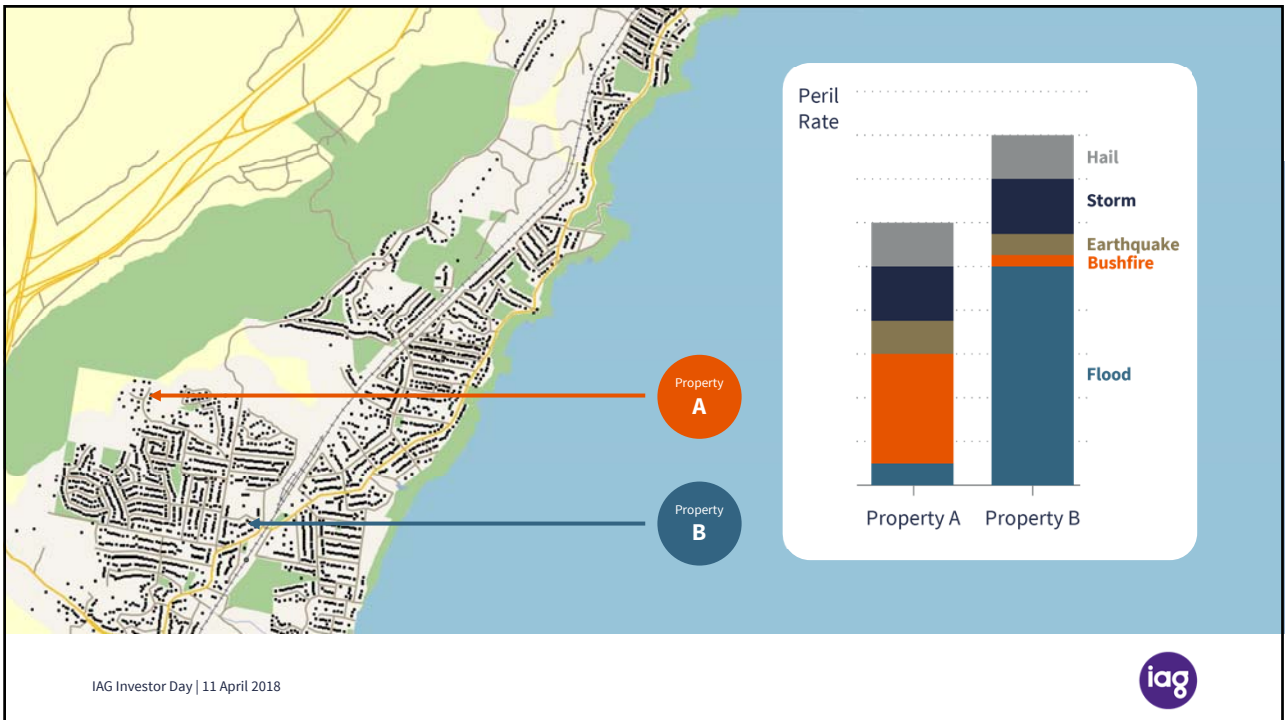 Peril
Rate
Hail
Storm
Earthquake
Bushfire
Flood
Property A
Property B
Property
A
Property
B
IAG Investor Day | 11 April 2018
iag